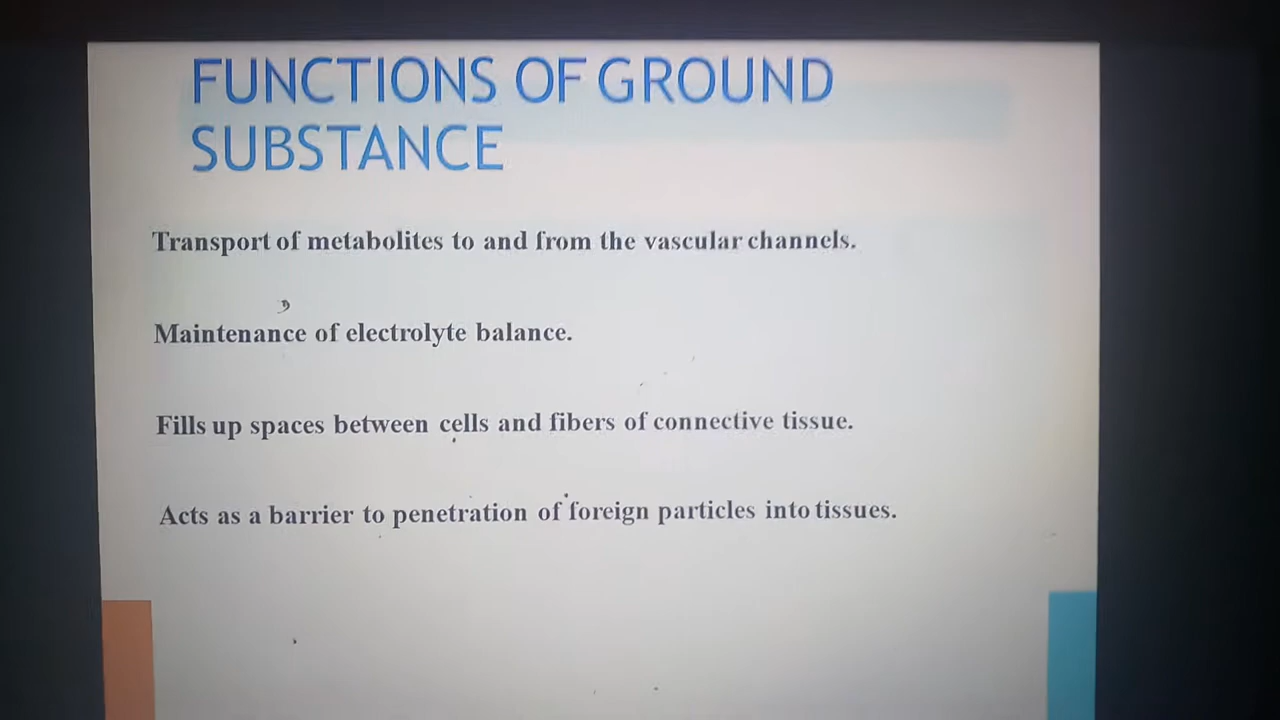 FUNCTIONS OF GROUND
SUBSTANCE
Transport of metabolites to and from the vascular channels.
Maintenance of electrolyte balance.
Fills up spaces between cells and fibers of connective tissue.
Acts as a barrier to penetration of foreign particles into tissues.